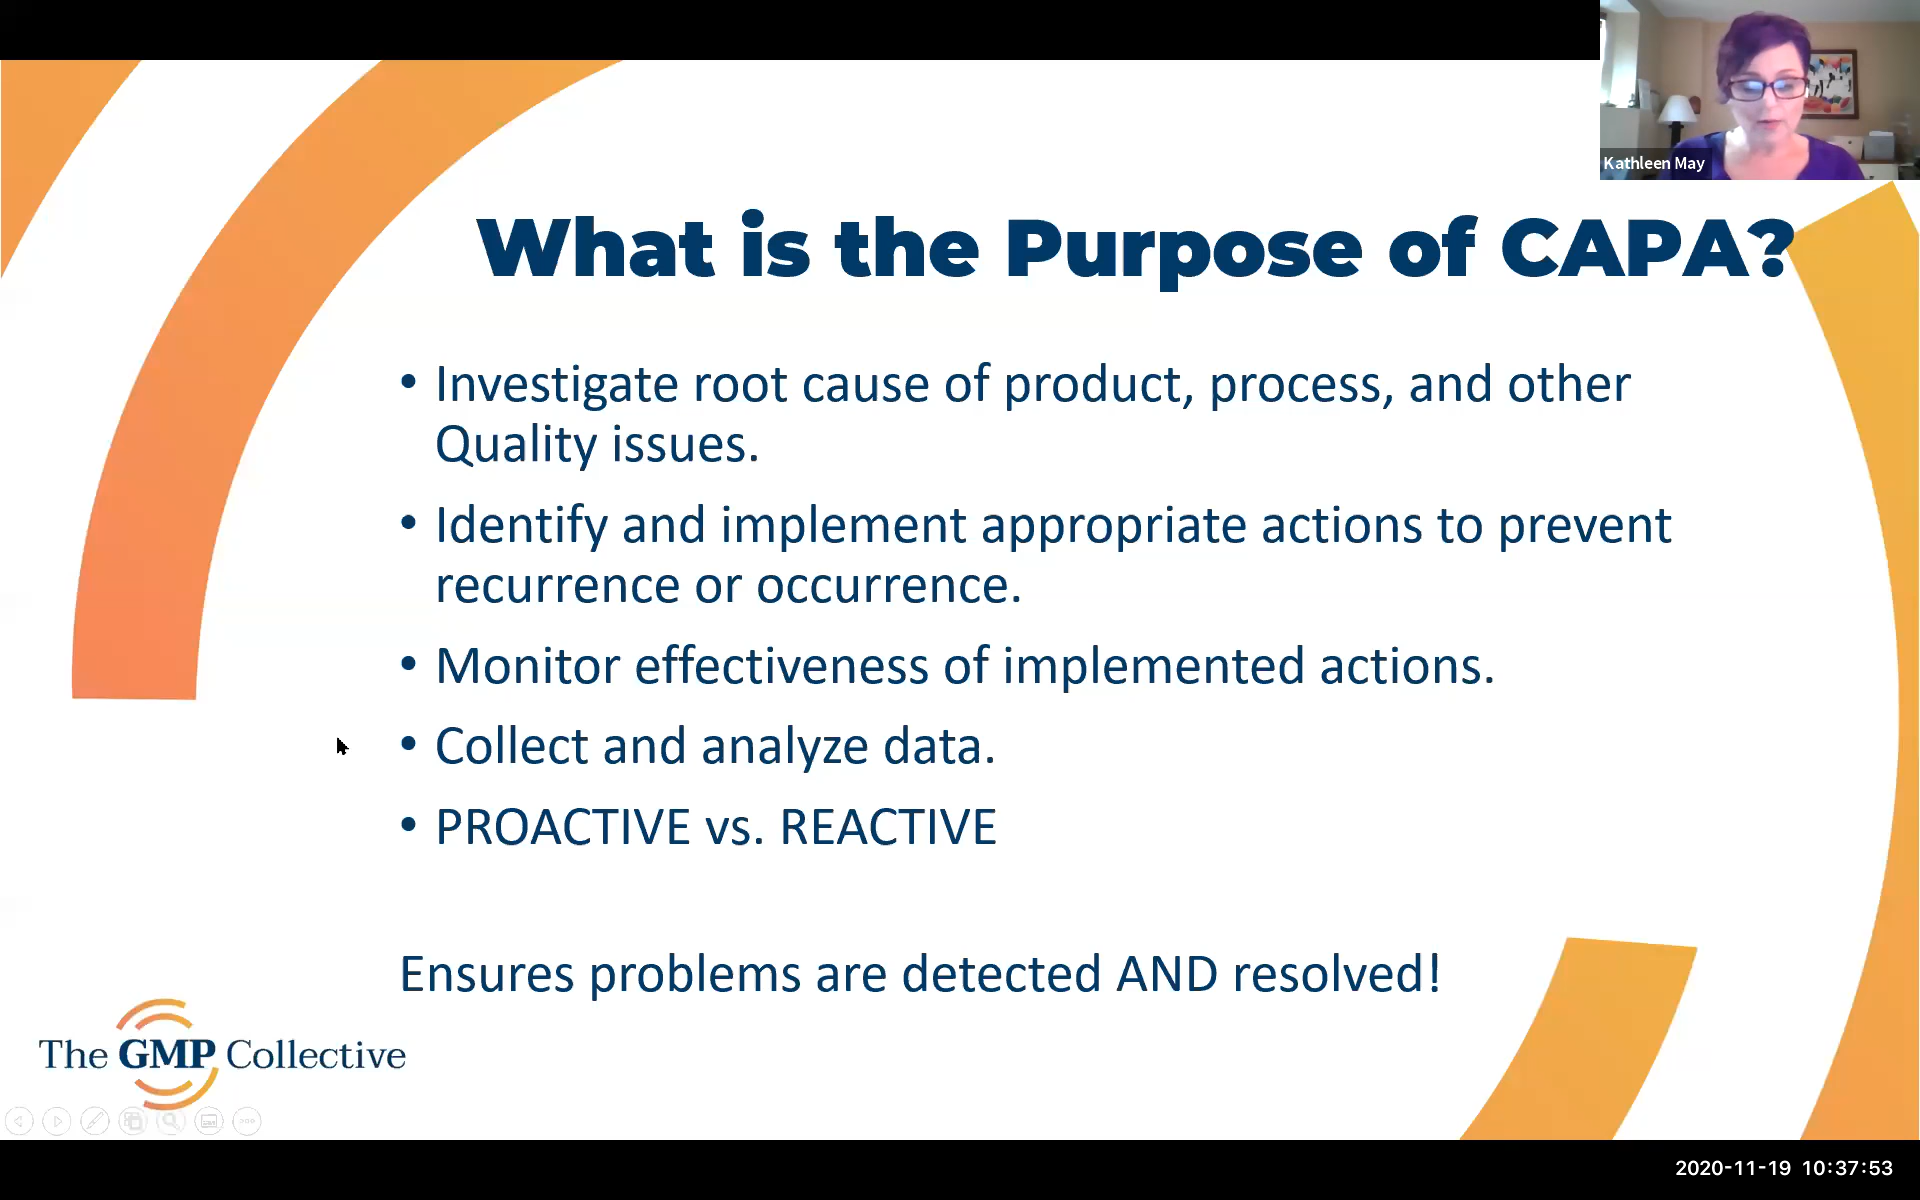 Kathleen May
What is the Purpose of CAPA?
• Investigate root cause of product, process, and other
Quality issues.
• Identify and implement appropriate actions to prevent
recurrence or occurrence.
• Monitor effectiveness of implemented actions.
• Collect and analyze data.
• PROACTIVE vs. REACTIVE
Ensures problems are detected AND resolved!
The GMP Collective
2020-11-19 10:37:53